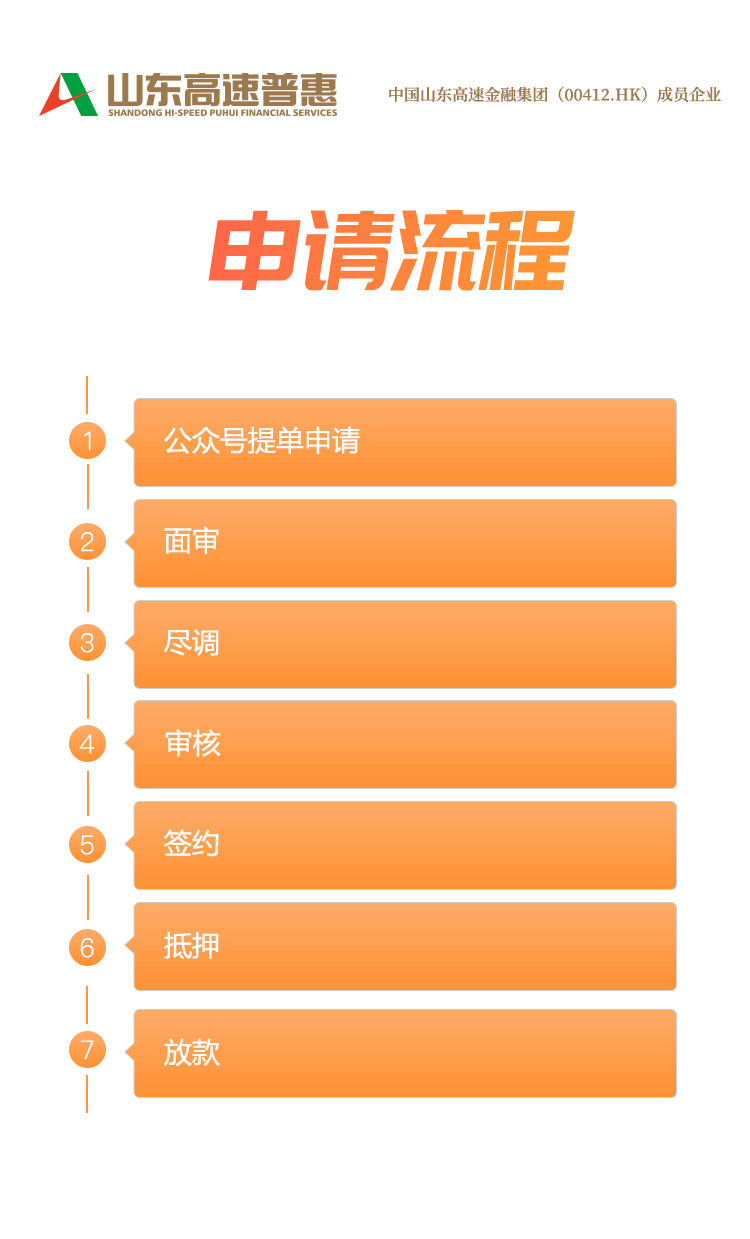 山东高速普惠
SHANDONG HI-SPEED PUHUI FINANCIAL SERVICES
中国山东高速金融集团（00412.HK）成员企业
申请流程
1 公众号提单申请
2 面审
3 尽调
4 审核
5 签约
6 抵押
7 放款